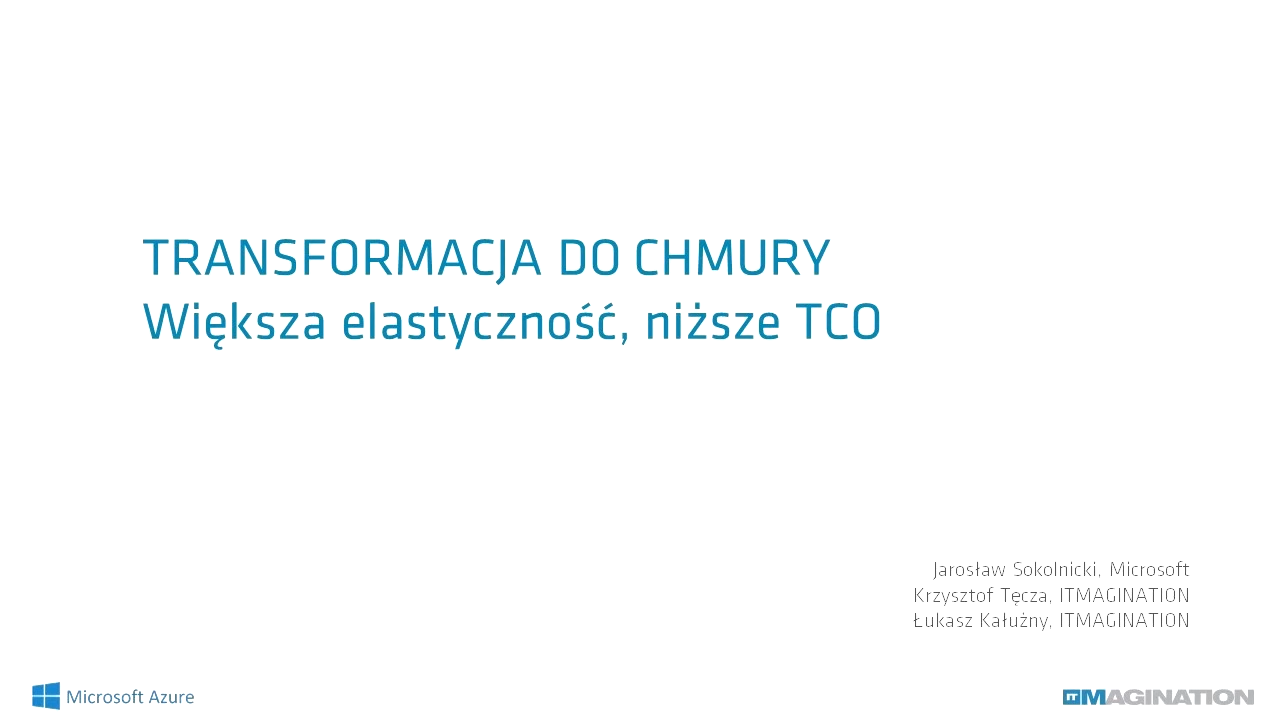 TRANSFORMACJA DO CHMURY
Większa elastyczność, niższe TCO
Jarosław Sokolnicki, Microsoft
Krzysztof Tęcza, ITMAGINATION
Łukasz Kałużny, ITMAGINATION
Microsoft Azure
ITMAGINATION